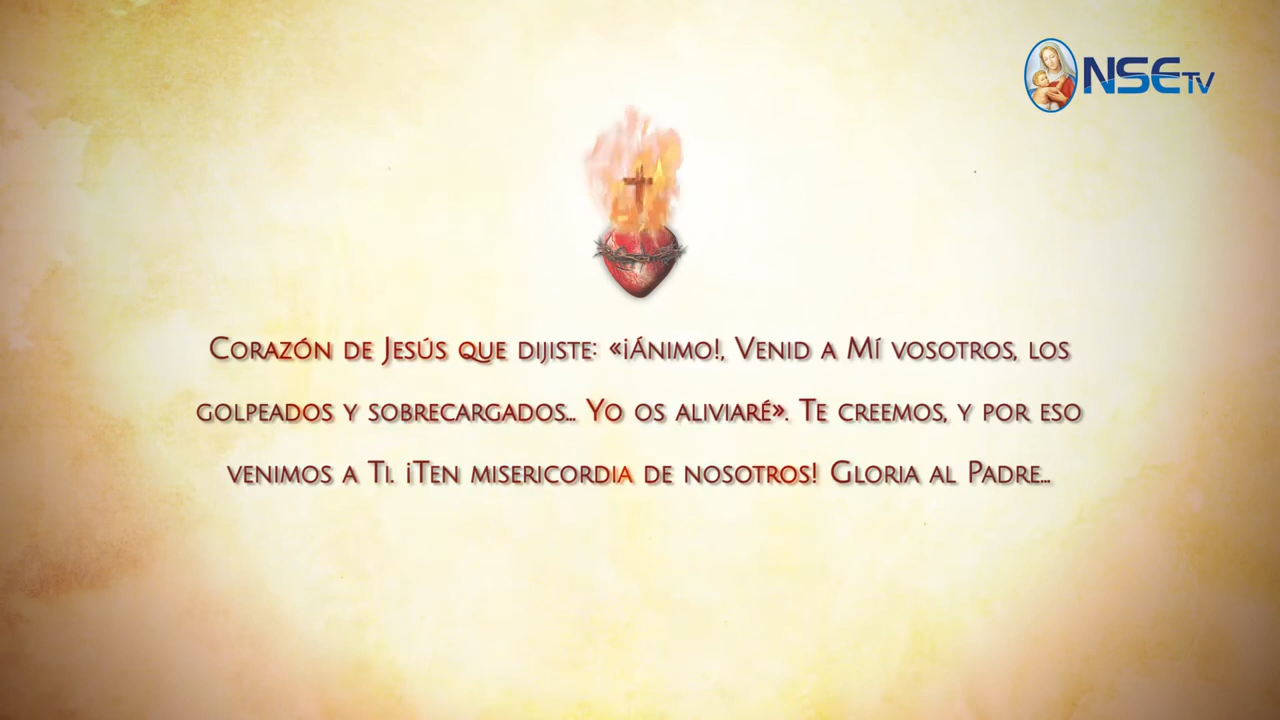 NSETV
Corazón de Jesús que dijiste: «¡Ánimo!, Venid a Mí vosotros, los
golpeados y sobrecargados... Yo os aliviaré». Te creemos, y por eso
venimos a Ti. ¡Ten misericordia de nosotros! Gloria al Padre...